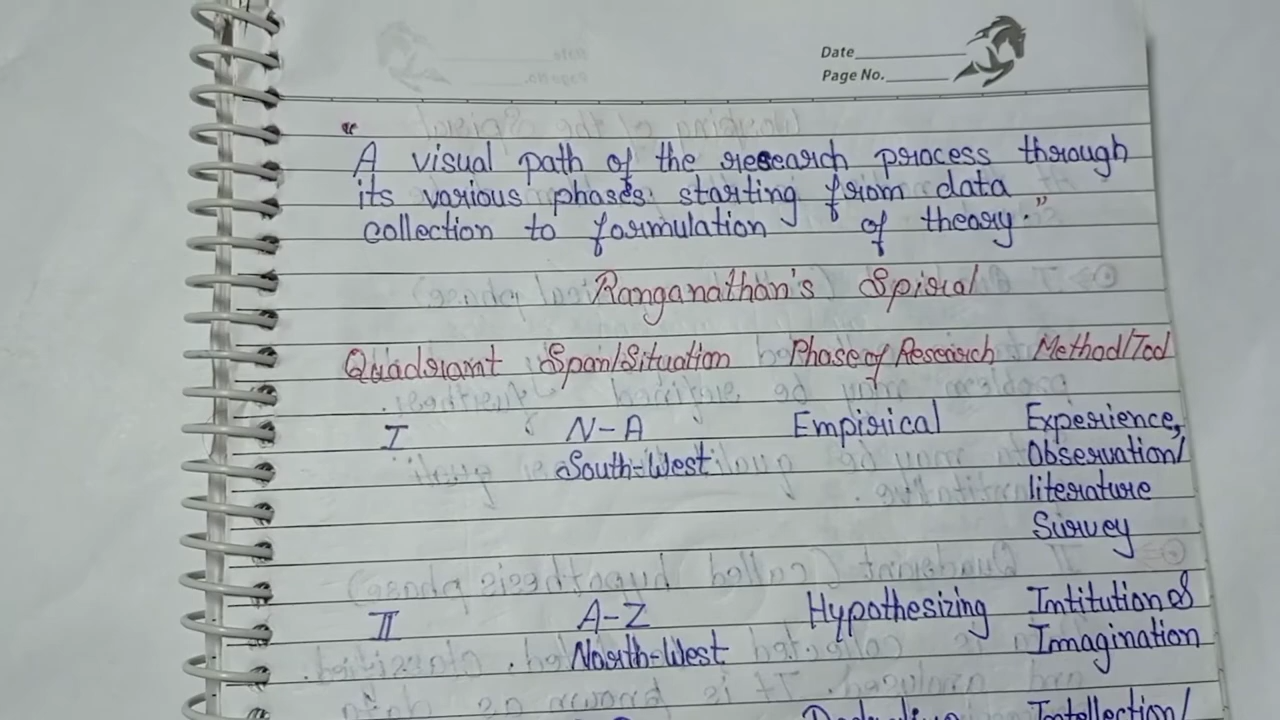 Date
Page No.
"A visual path of the research process through
its various phases starting from data
collection to formulation of theory."
Ranganathan's Spiral
Quadrant Span/Situation Phase of Research Method/Tool
I N-A Empirical Experience,
South-West Observation/
literature
Survey
II A-Z Hypothesizing Intitution &
North-West Imagination
Intellection/